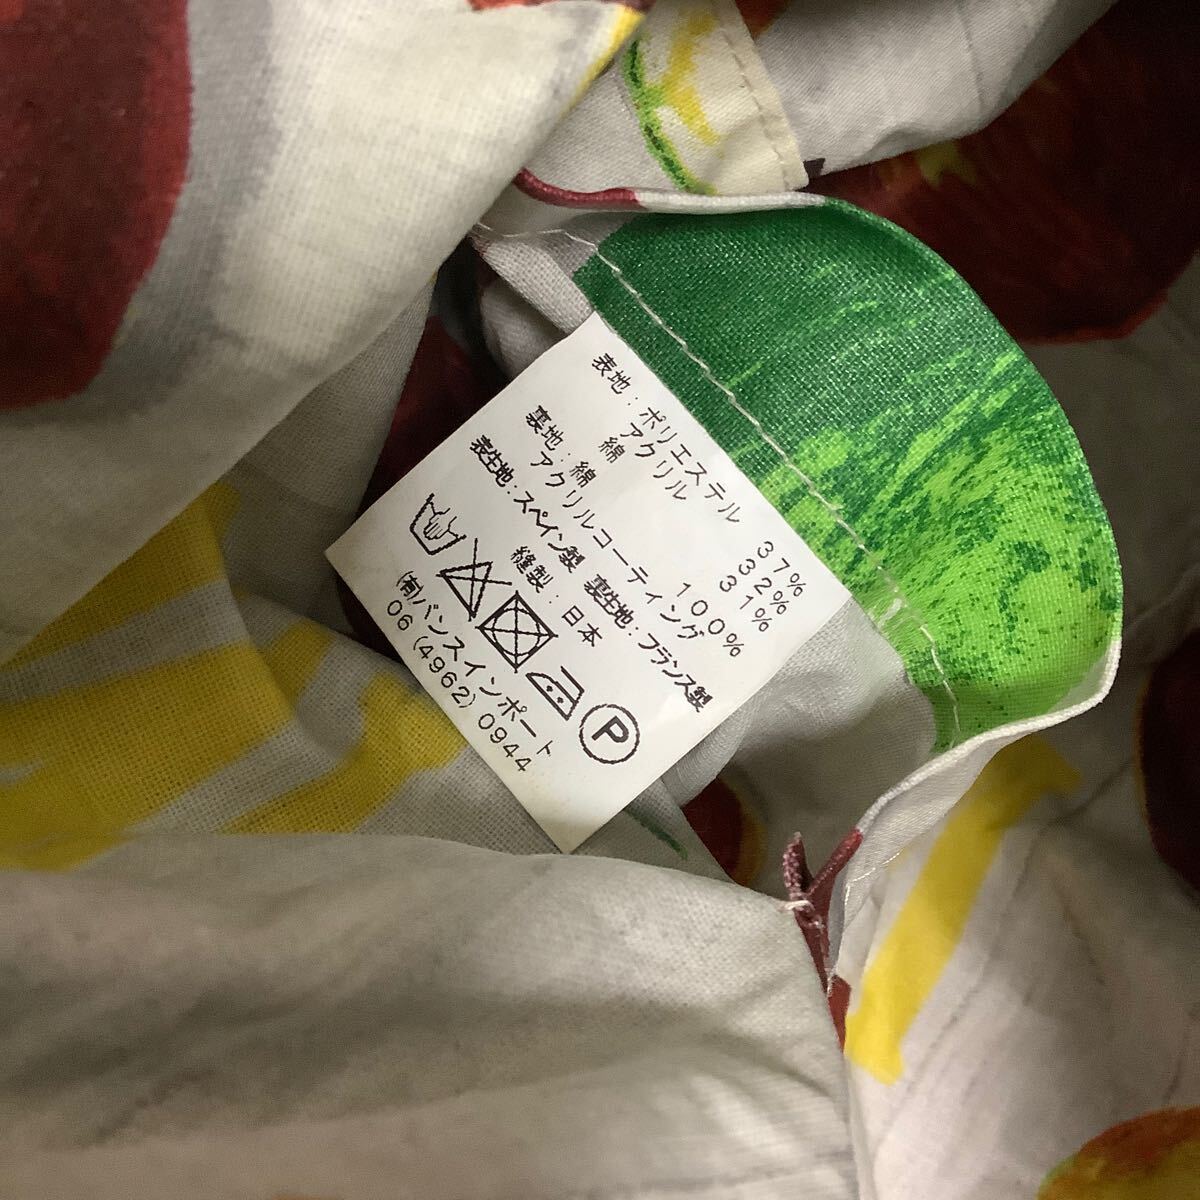 表地:ポリエステル 37%
アクリル 32%
綿 31%
裏地:綿 100%
アクリルコーティング
表生地:スペイン製 裏生地:フランス製
縫製:日本
P
(有)バンスインポート
06(4962)0944